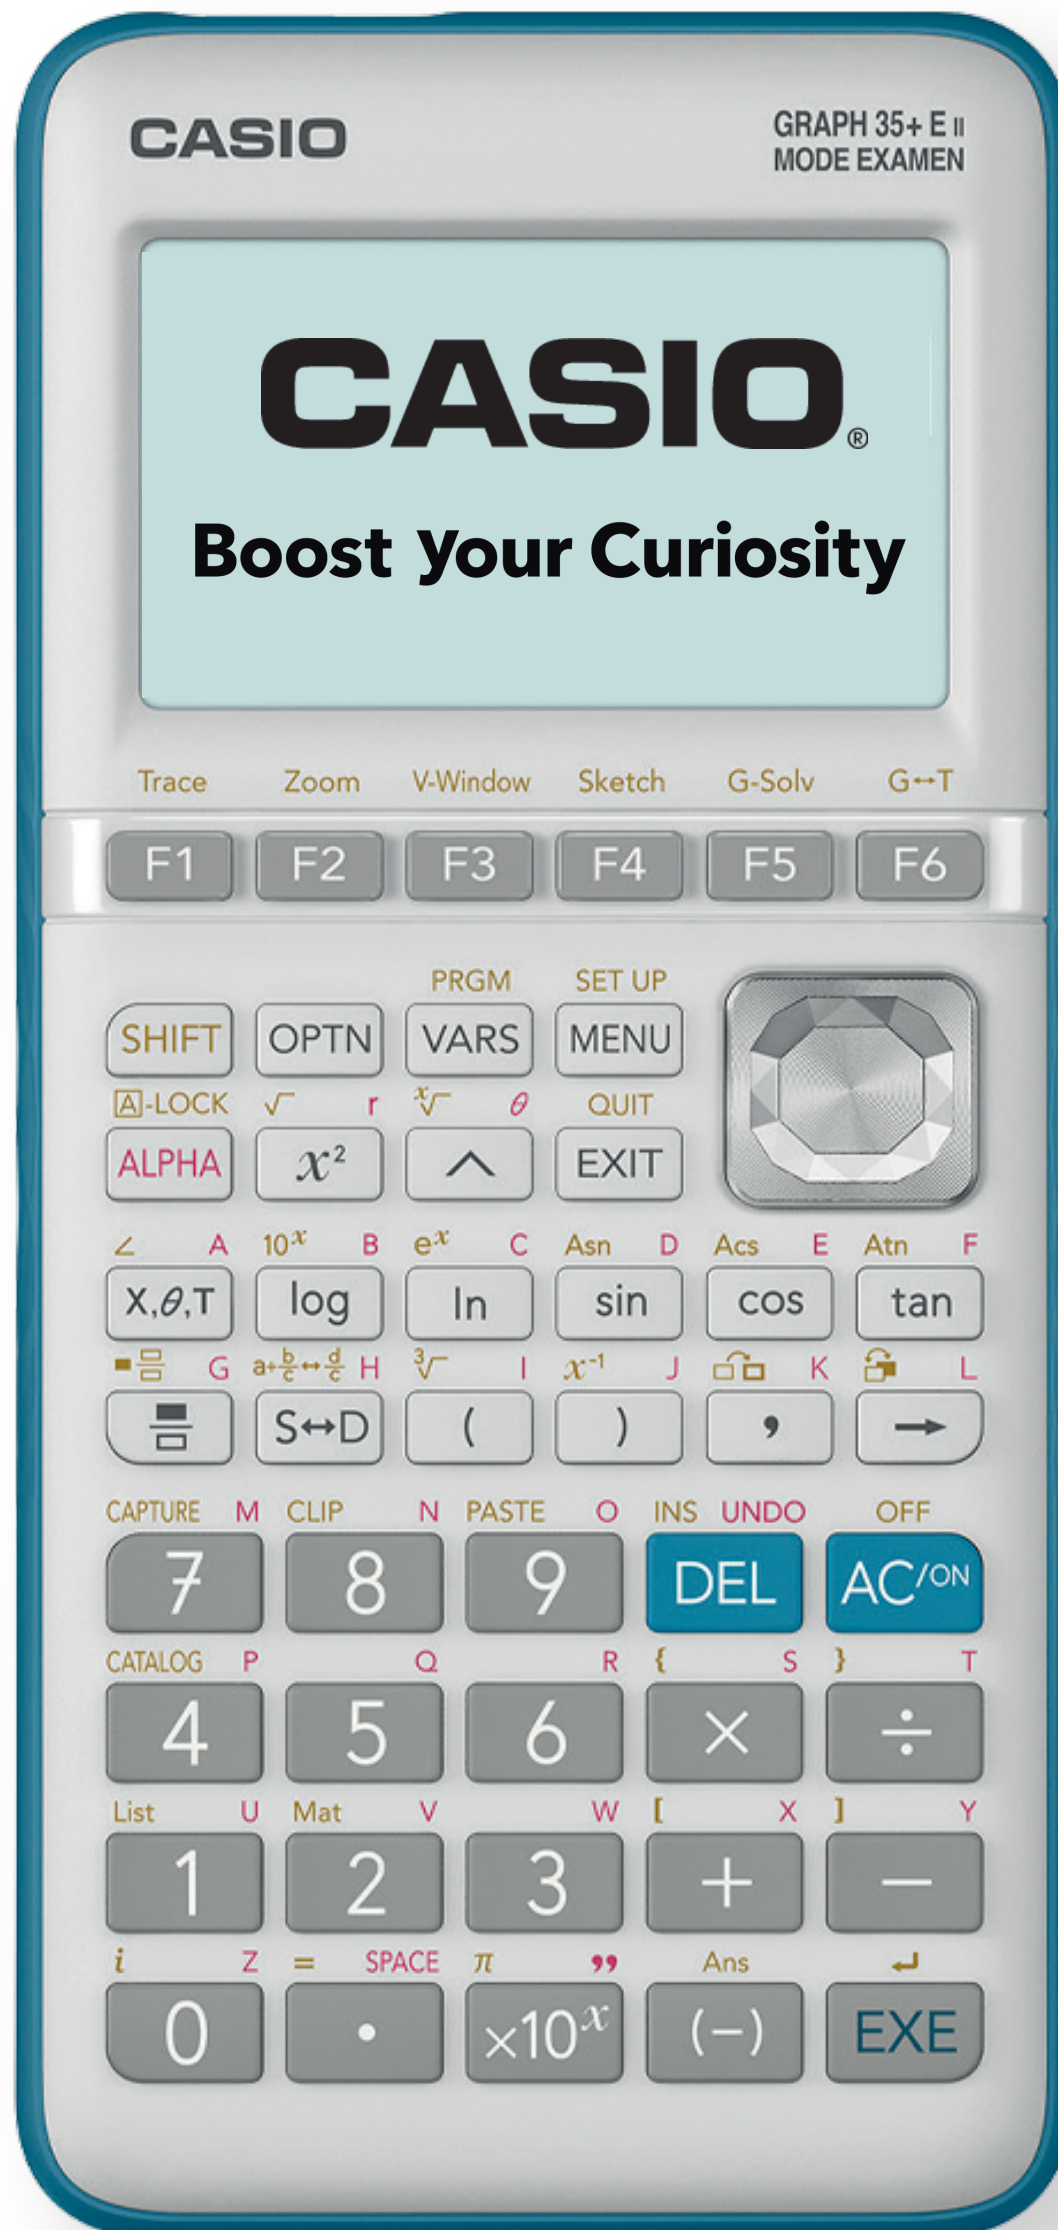 CASIO
GRAPH 35+ E II
MODE EXAMEN
CASIO®
Boost your Curiosity
Trace Zoom V-Window Sketch G-Solv G↔T
F1 F2 F3 F4 F5 F6
PRGM SET UP
SHIFT OPTN VARS MENU
A-LOCK √ r ˣ√ θ QUIT
ALPHA x² ^ EXIT
∠ A 10ˣ B eˣ C Asn D Acs E Atn F
X,θ,T log ln sin cos tan
■⊟ G a+b/c↔d/c H ³√ I x⁻¹ J K L
S↔D ( ) , →
CAPTURE M CLIP N PASTE O INS UNDO OFF
7 8 9 DEL AC/ON
CATALOG P Q R { S } T
4 5 6 × ÷
List U Mat V W [ X ] Y
1 2 3 + −
i Z = SPACE π ” Ans ↵
0 • ×10ˣ (−) EXE